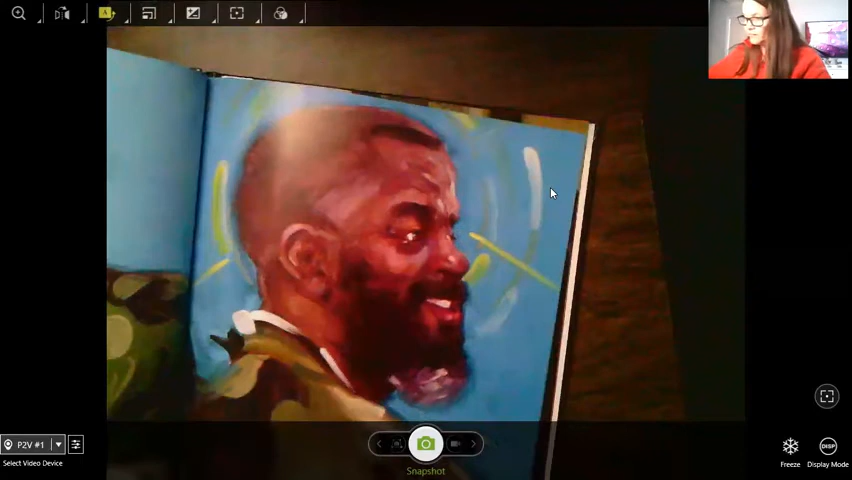 P2V #1
Select Video Device
Snapshot
Freeze
DISP
Display Mode